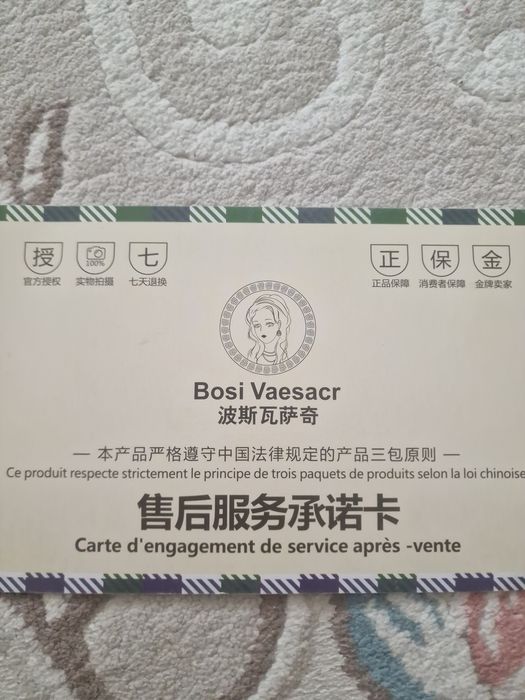 授 100% 七 正 保 金
官方授权 实物拍摄 七天退换 正品保障 消费者保障 金牌卖家
Bosi Vaesacr
波斯瓦萨奇
— 本产品严格遵守中国法律规定的产品三包原则 —
Ce produit respecte strictement le principe de trois paquets de produits selon la loi chinoise
售后服务承诺卡
Carte d'engagement de service après -vente